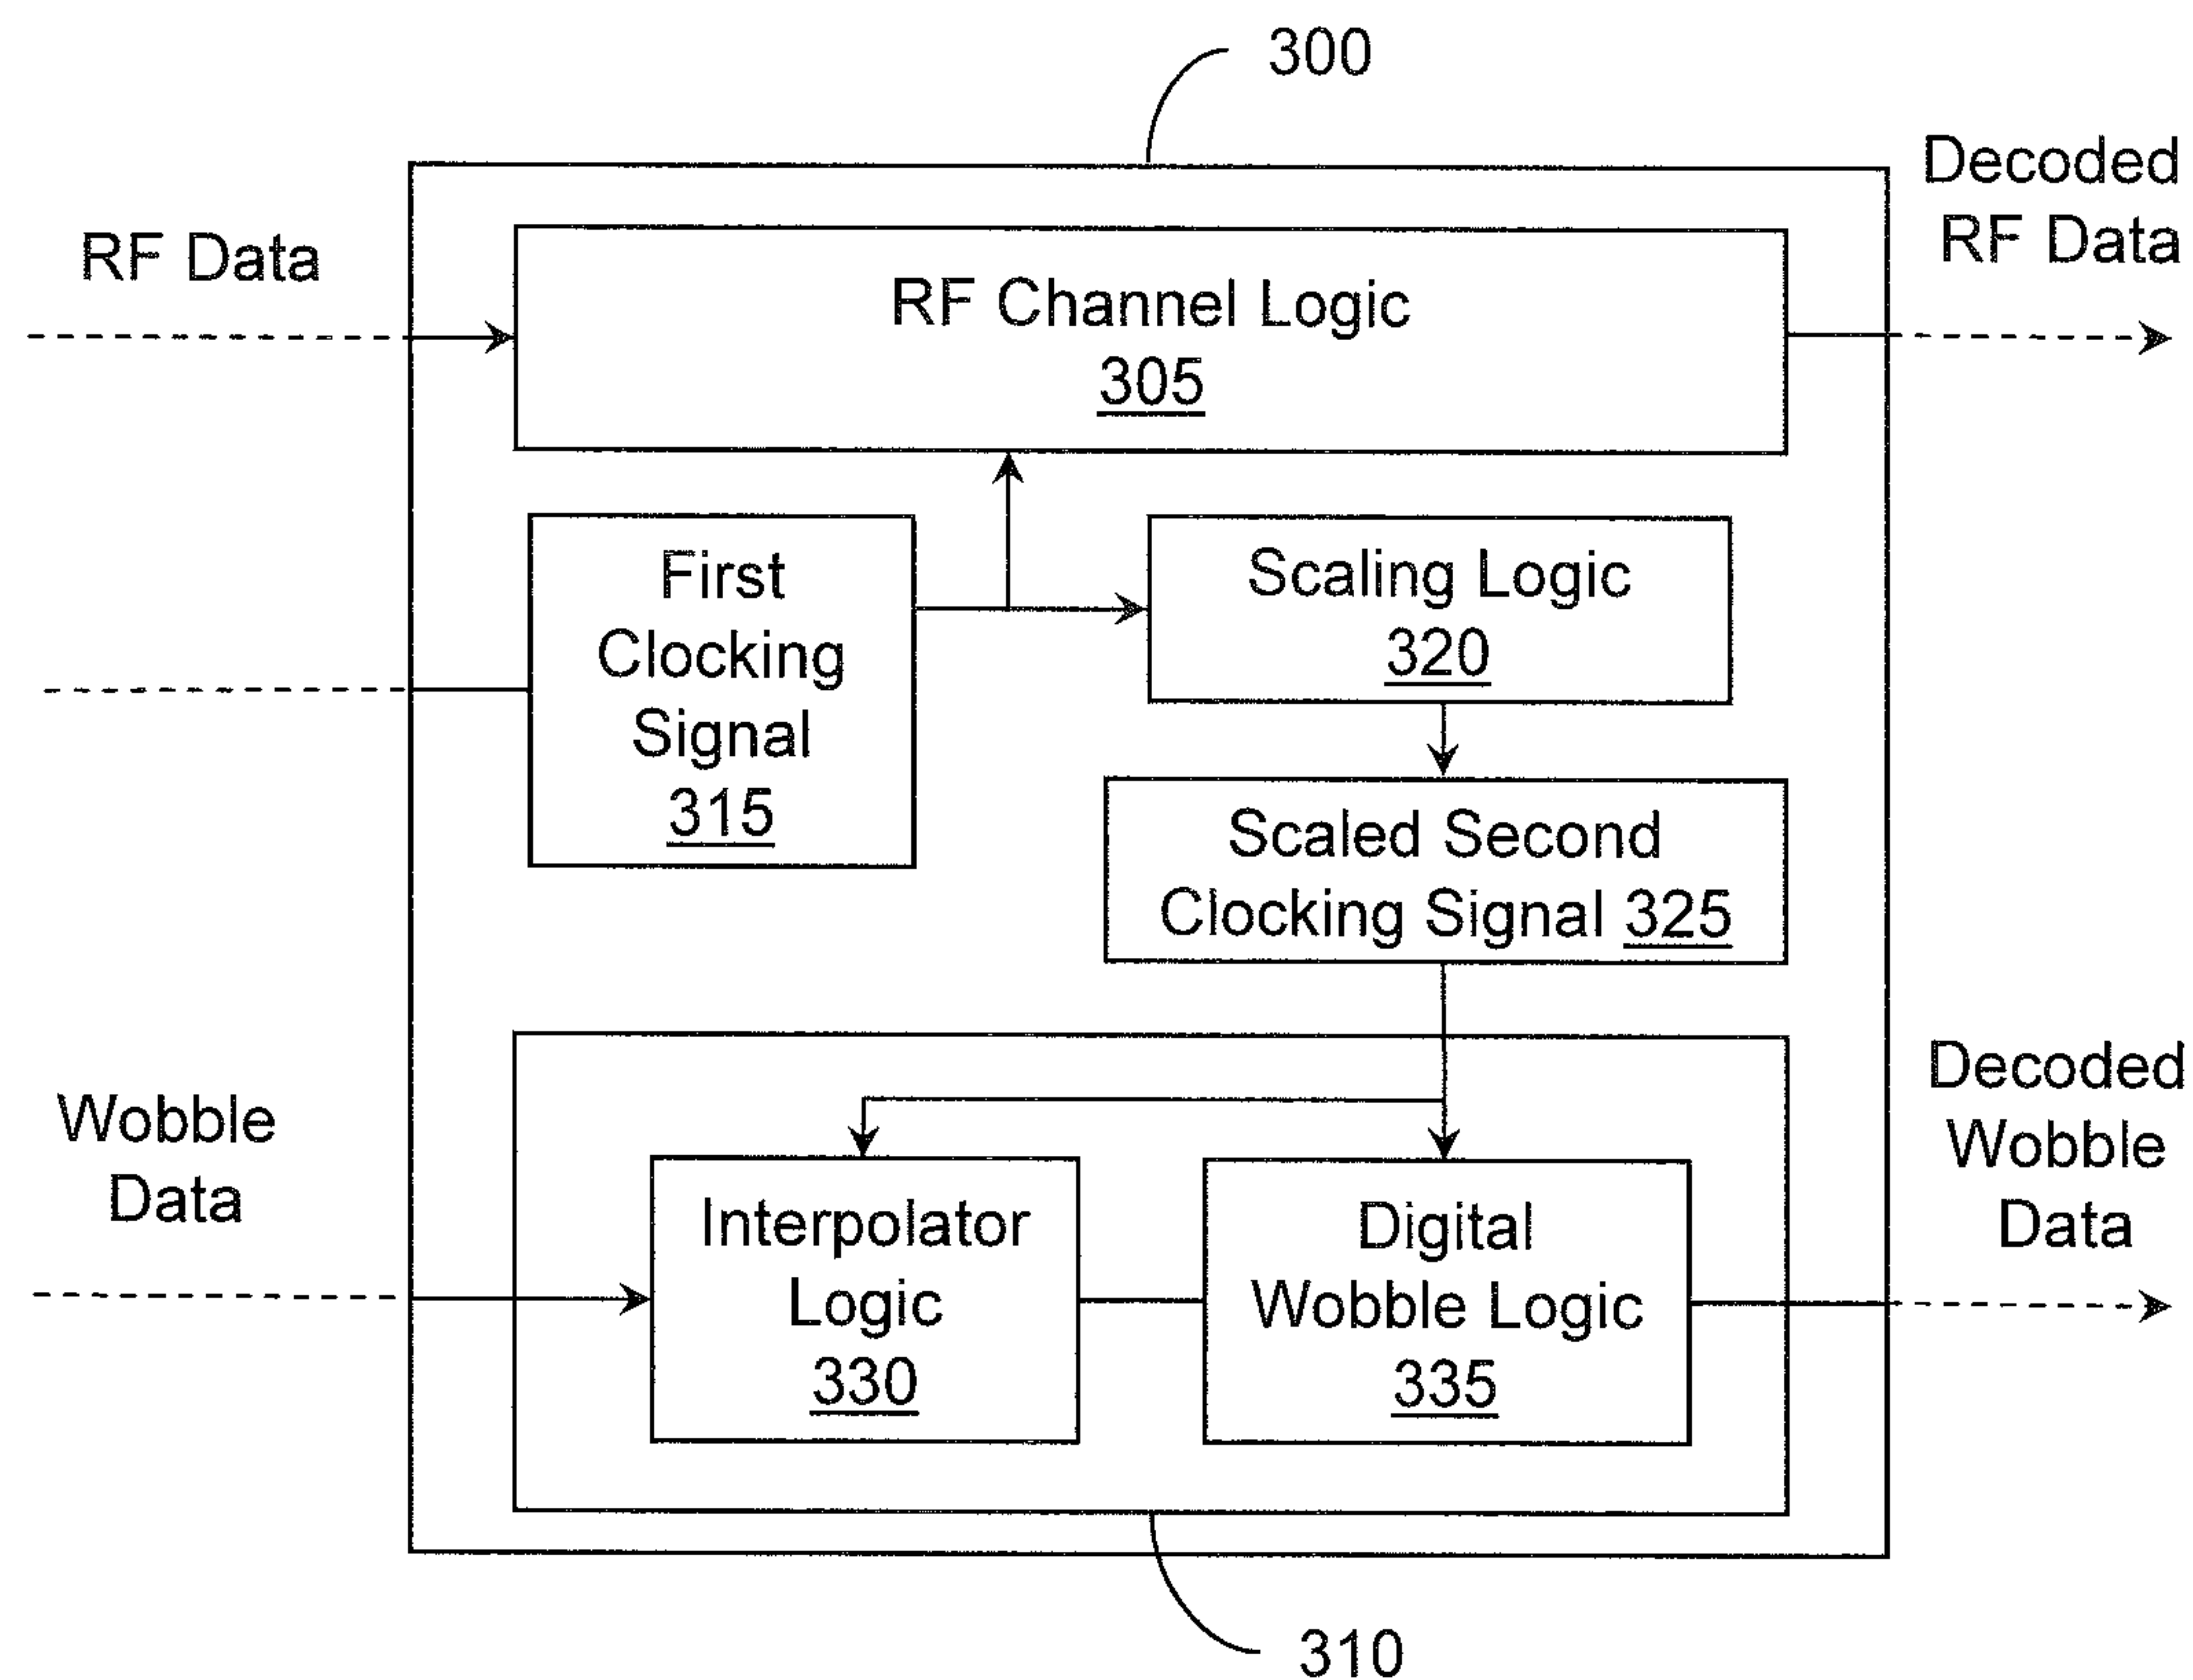 300
Decoded
RF Data
RF Data
RF Channel Logic
305
First
Clocking
Signal
315
Scaling Logic
320
Scaled Second
Clocking Signal 325
Wobble
Data
Interpolator
Logic
330
Digital
Wobble Logic
335
Decoded
Wobble
Data
310